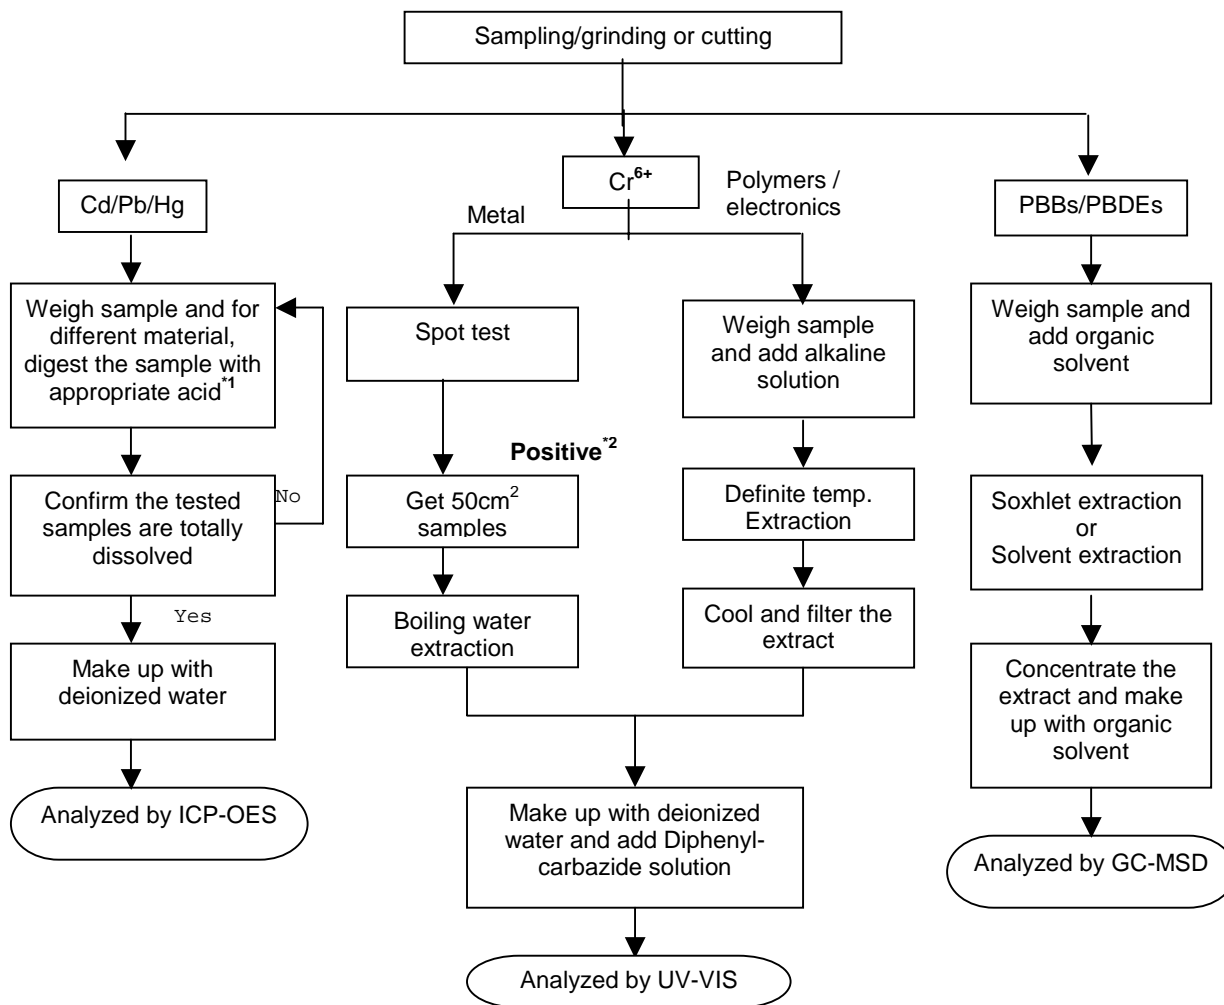 Sampling/grinding or cutting
Cd/Pb/Hg
Weigh sample and for
different material,
digest the sample with
appropriate acid*1
Confirm the tested
samples are totally
dissolved
No
Yes
Make up with
deionized water
Analyzed by ICP-OES
Cr6+
Metal
Polymers /
electronics
Spot test
Positive*2
Get 50cm2
samples
Boiling water
extraction
Weigh sample
and add alkaline
solution
Definite temp.
Extraction
Cool and filter the
extract
Make up with deionized
water and add Diphenyl-
carbazide solution
Analyzed by UV-VIS
PBBs/PBDEs
Weigh sample and
add organic
solvent
Soxhlet extraction
or
Solvent extraction
Concentrate the
extract and make
up with organic
solvent
Analyzed by GC-MSD